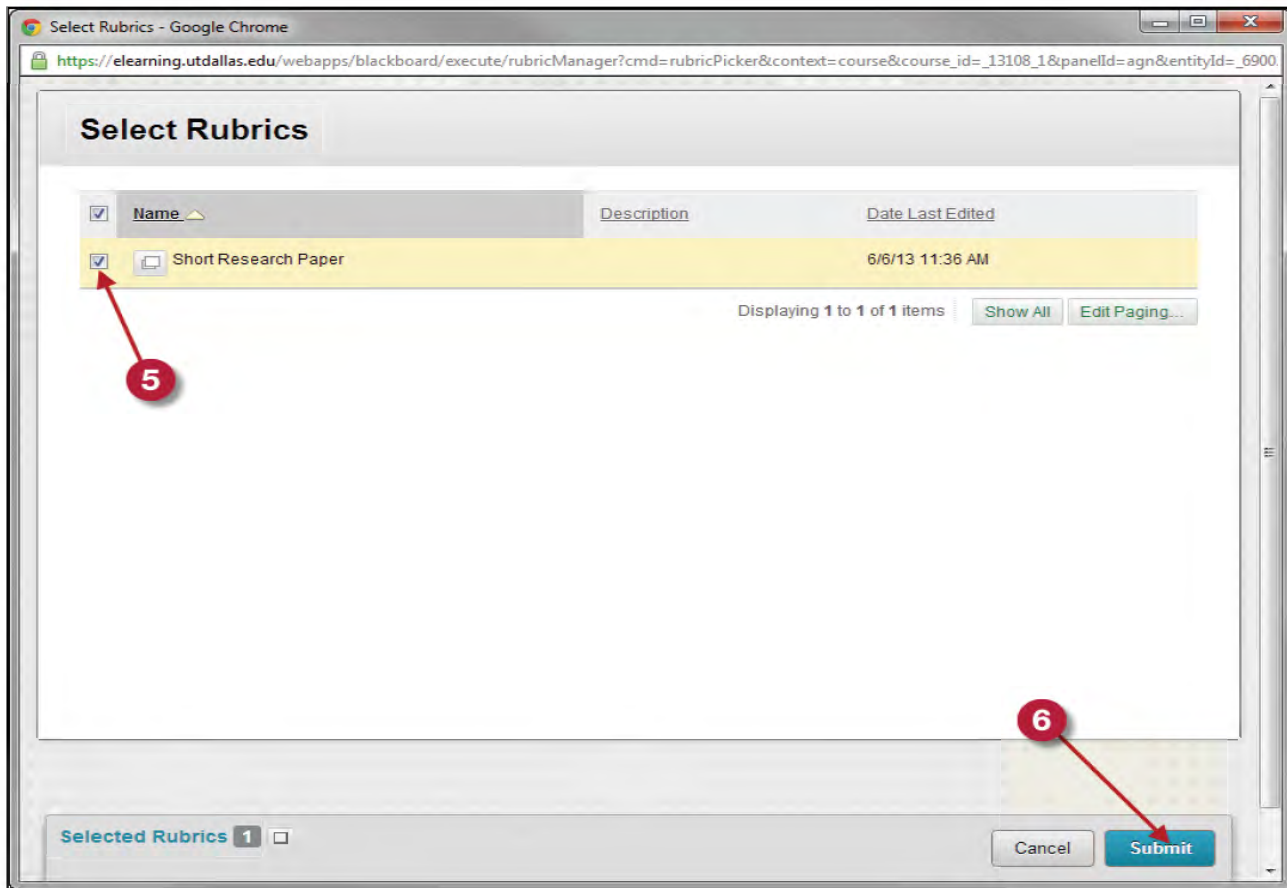 Select Rubrics - Google Chrome
https://elearning.utdallas.edu/webapps/blackboard/execute/rubricManager?cmd=rubricPicker&context=course&course_id=_13108_1&panelId=agn&entityId=_6900.
Select Rubrics
Name Description Date Last Edited
Short Research Paper 6/6/13 11:36 AM
Displaying 1 to 1 of 1 items Show All Edit Paging...
5
6
Selected Rubrics 1 Cancel Submit